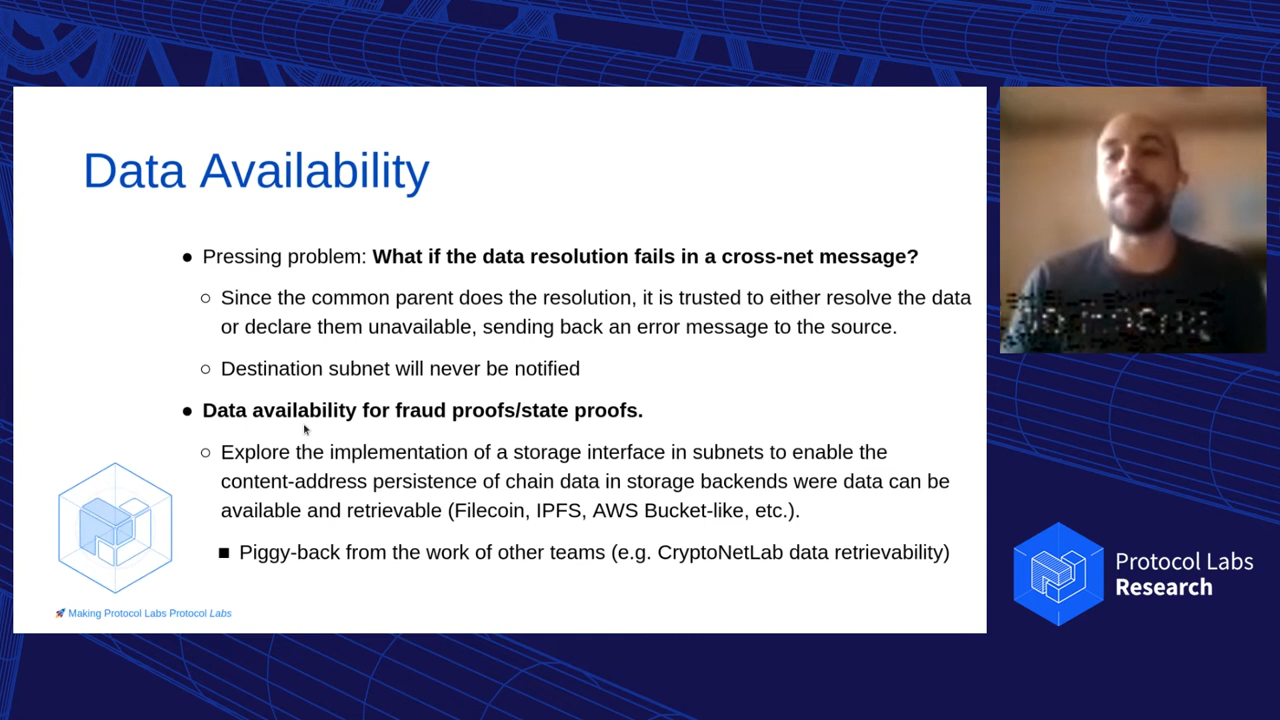 Data Availability
● Pressing problem: What if the data resolution fails in a cross-net message?
○ Since the common parent does the resolution, it is trusted to either resolve the data
or declare them unavailable, sending back an error message to the source.
○ Destination subnet will never be notified
● Data availability for fraud proofs/state proofs.
○ Explore the implementation of a storage interface in subnets to enable the
content-address persistence of chain data in storage backends were data can be
available and retrievable (Filecoin, IPFS, AWS Bucket-like, etc.).
■ Piggy-back from the work of other teams (e.g. CryptoNetLab data retrievability)
🚀 Making Protocol Labs Protocol Labs
Protocol Labs
Research